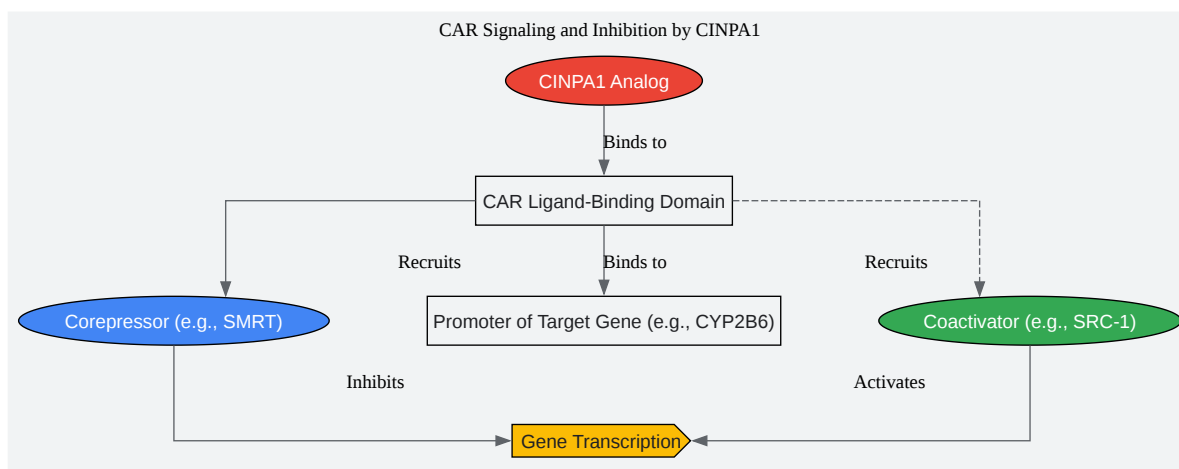 CAR Signaling and Inhibition by CINPA1
CINPA1 Analog
Binds to
CAR Ligand-Binding Domain
Recruits
Binds to
Recruits
Corepressor (e.g., SMRT)
Promoter of Target Gene (e.g., CYP2B6)
Coactivator (e.g., SRC-1)
Inhibits
Activates
Gene Transcription